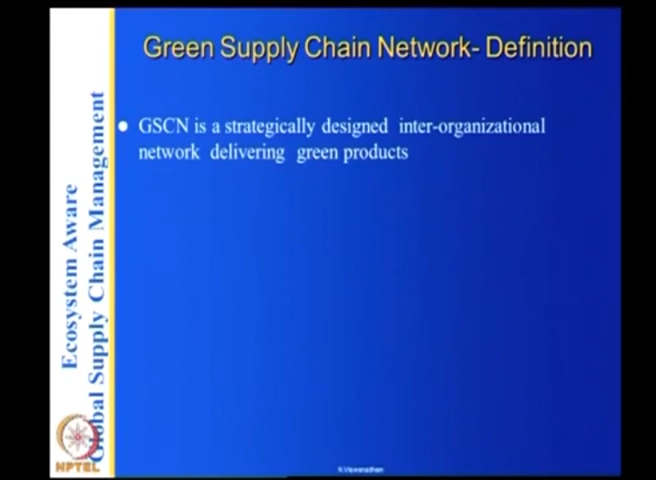 Green Supply Chain Network- Definition
GSCN is a strategically designed inter-organizational
network delivering green products
Ecosystem Aware
Global Supply Chain Management
NPTEL
N.Viswanadham